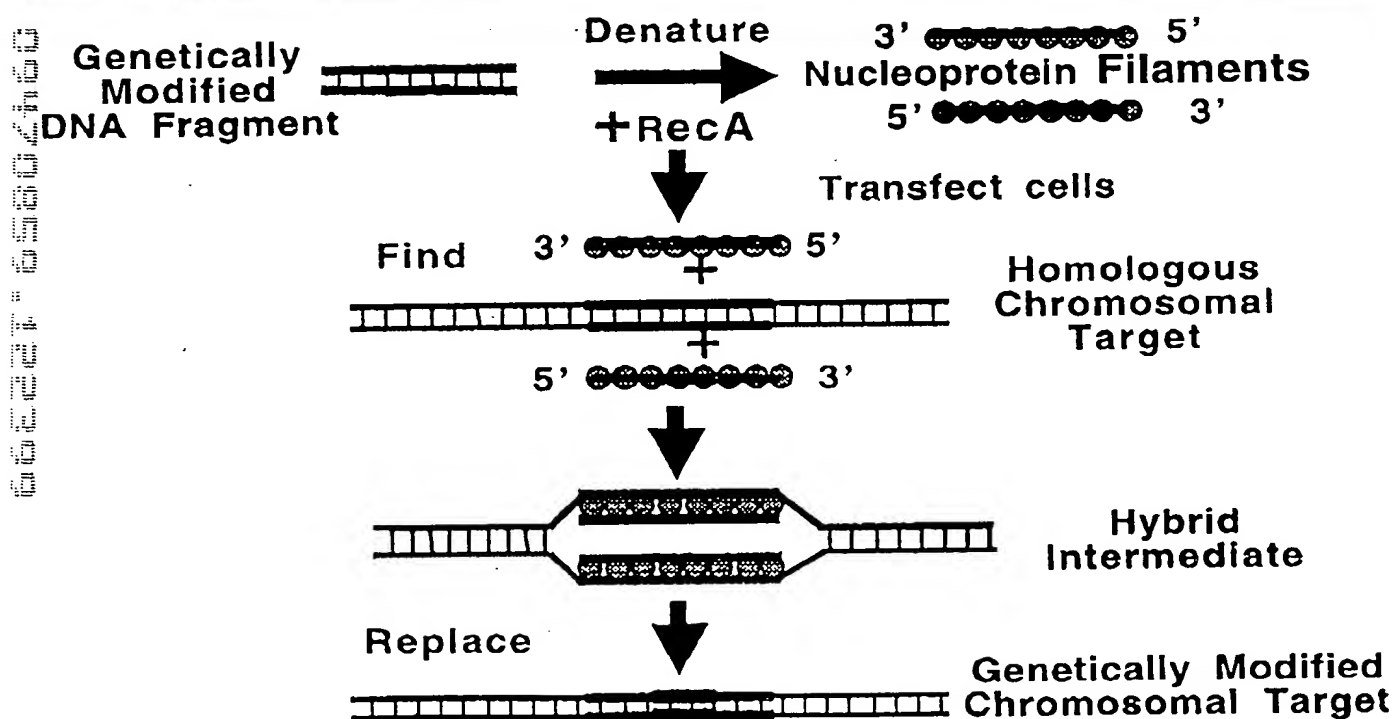 Genetically
Modified
DNA Fragment
Denature
+RecA
3' 5'
Nucleoprotein Filaments
5' 3'
Transfect cells
Find
3' 5'
+
Homologous
Chromosomal
Target
+
5' 3'
Hybrid
Intermediate
Replace
Genetically Modified
Chromosomal Target